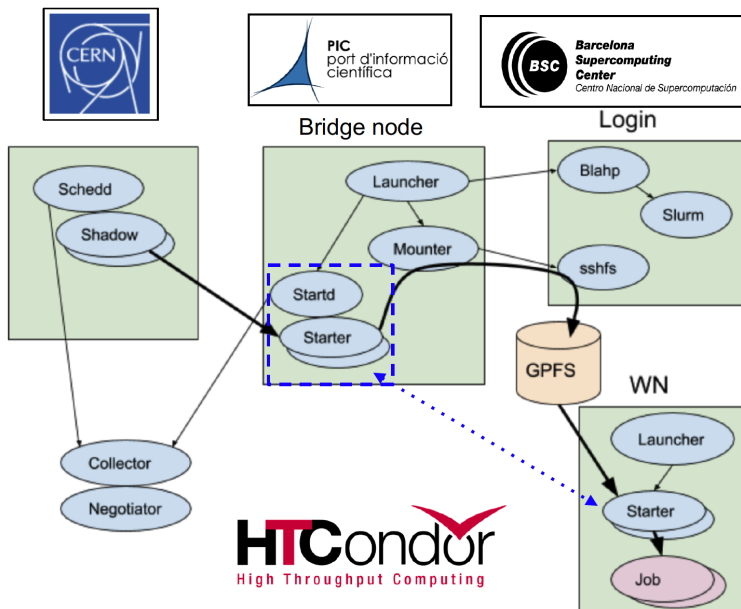 CERN
PIC
port d'informació
científica
BSC
Barcelona
Supercomputing
Center
Centro Nacional de Supercomputación
Bridge node
Login
Schedd
Shadow
Launcher
Mounter
Startd
Starter
Blahp
Slurm
sshfs
GPFS
WN
Launcher
Starter
Job
Collector
Negotiator
HTCondor
High Throughput Computing